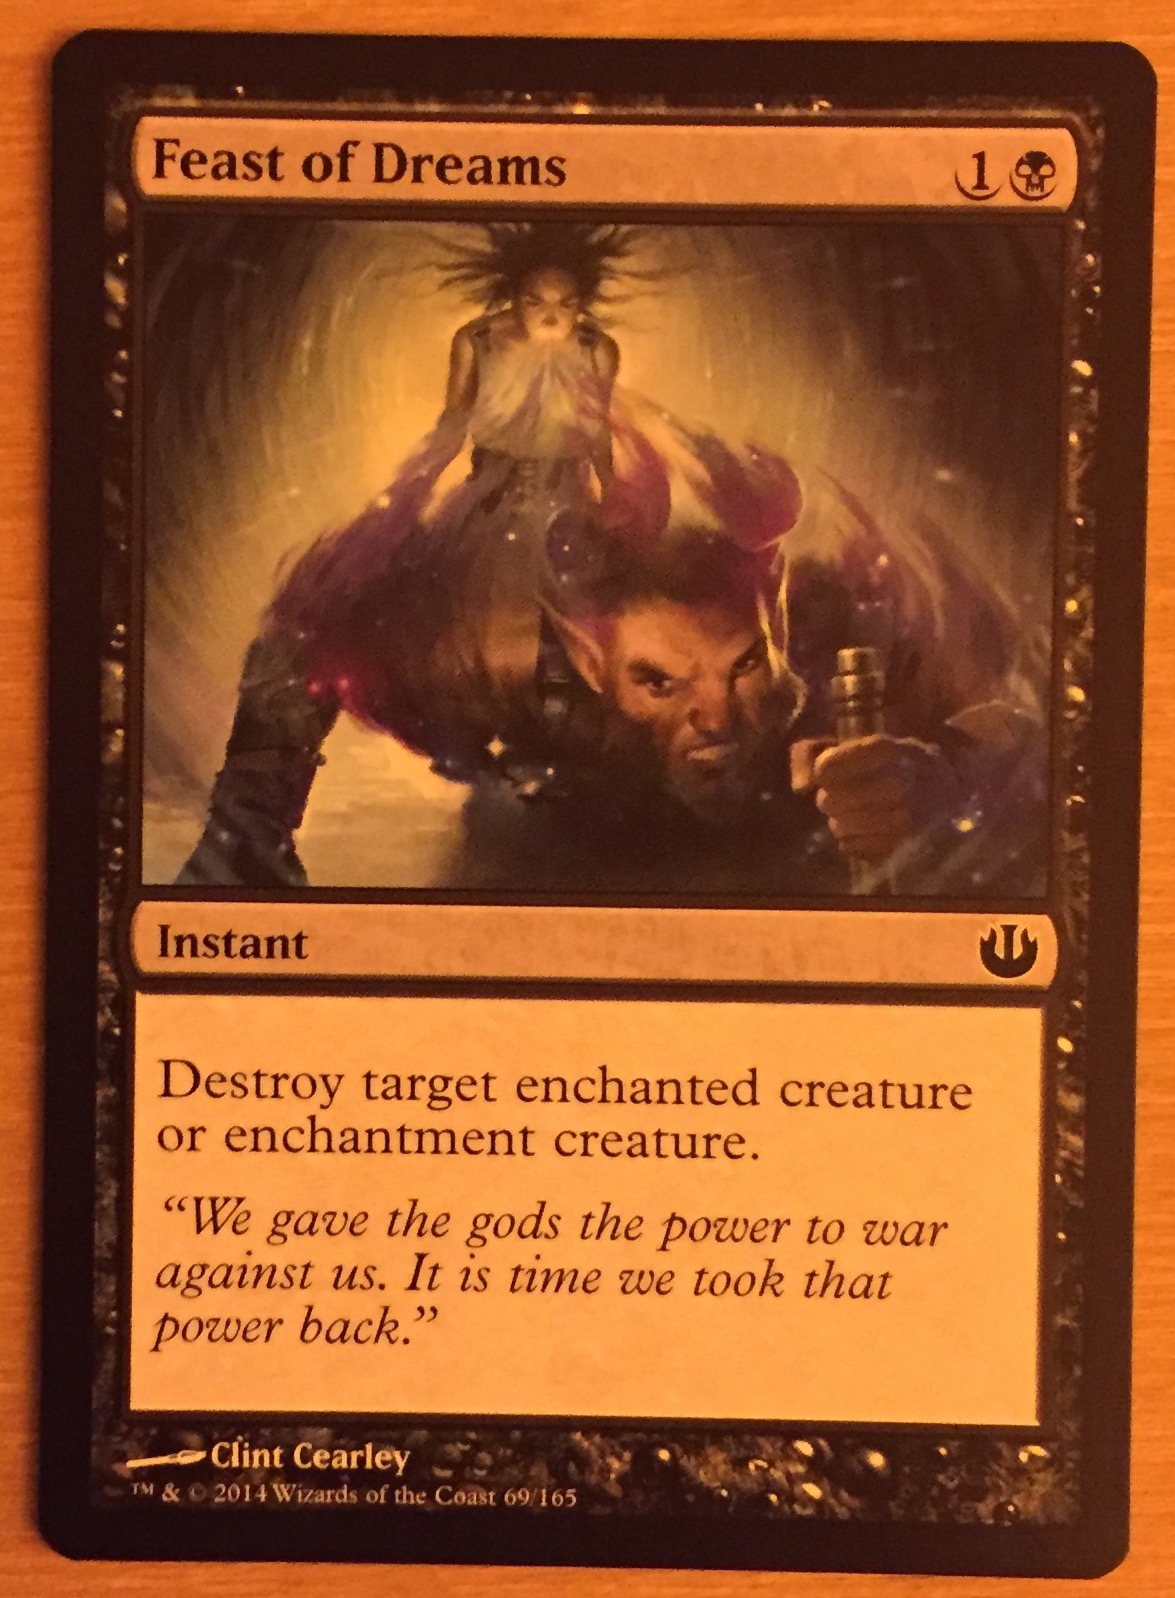 Feast of Dreams 1
Instant
Destroy target enchanted creature
or enchantment creature.
“We gave the gods the power to war
against us. It is time we took that
power back.”
Clint Cearley
™ & © 2014 Wizards of the Coast 69/165